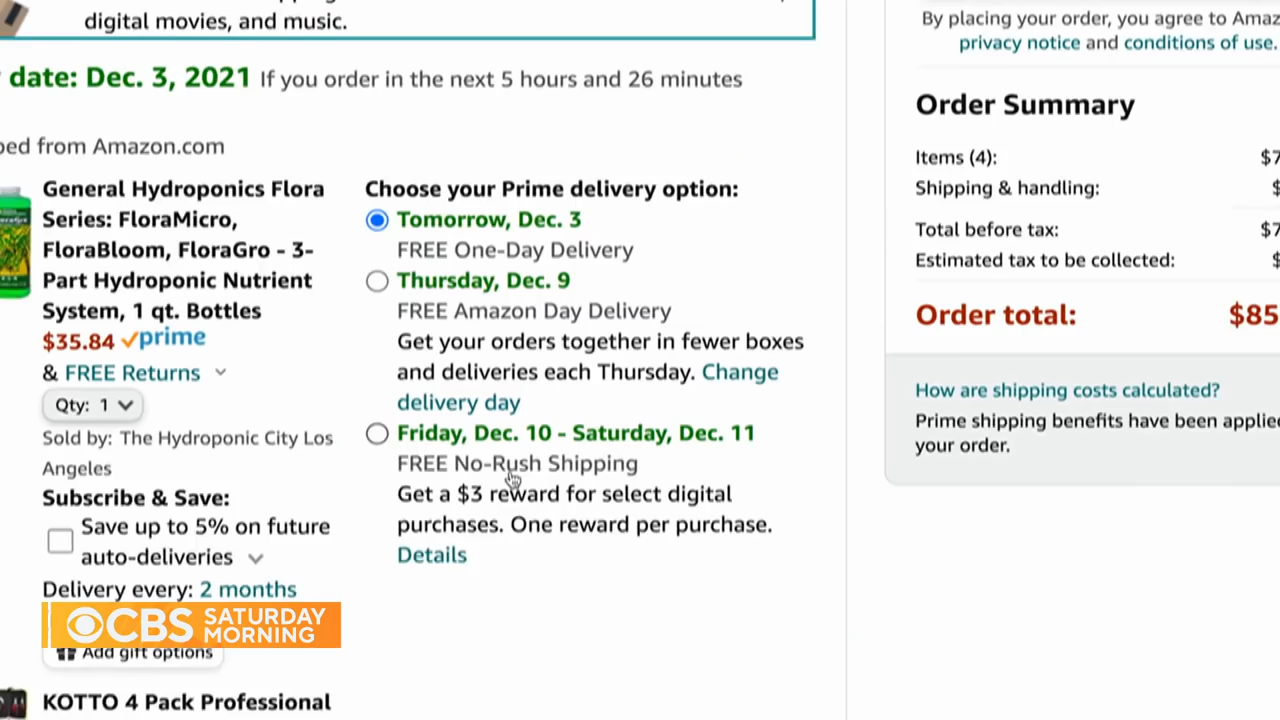 digital movies, and music.
date: Dec. 3, 2021 If you order in the next 5 hours and 26 minutes
from Amazon.com
General Hydroponics Flora
Series: FloraMicro,
FloraBloom, FloraGro - 3-
Part Hydroponic Nutrient
System, 1 qt. Bottles
$35.84 prime
& FREE Returns
Qty: 1
Sold by: The Hydroponic City Los
Angeles
Subscribe & Save:
Save up to 5% on future
auto-deliveries
Delivery every: 2 months
CBS SATURDAY
MORNING
Add gift options
KOTTO 4 Pack Professional
Choose your Prime delivery option:
Tomorrow, Dec. 3
FREE One-Day Delivery
Thursday, Dec. 9
FREE Amazon Day Delivery
Get your orders together in fewer boxes
and deliveries each Thursday. Change
delivery day
Friday, Dec. 10 - Saturday, Dec. 11
FREE No-Rush Shipping
Get a $3 reward for select digital
purchases. One reward per purchase.
Details
By placing your order, you agree to
privacy notice and conditions of use.
Order Summary
Items (4): $7
Shipping & handling: $
Total before tax: $7
Estimated tax to be collected: $
Order total: $85
How are shipping costs calculated?
Prime shipping benefits have been
your order.